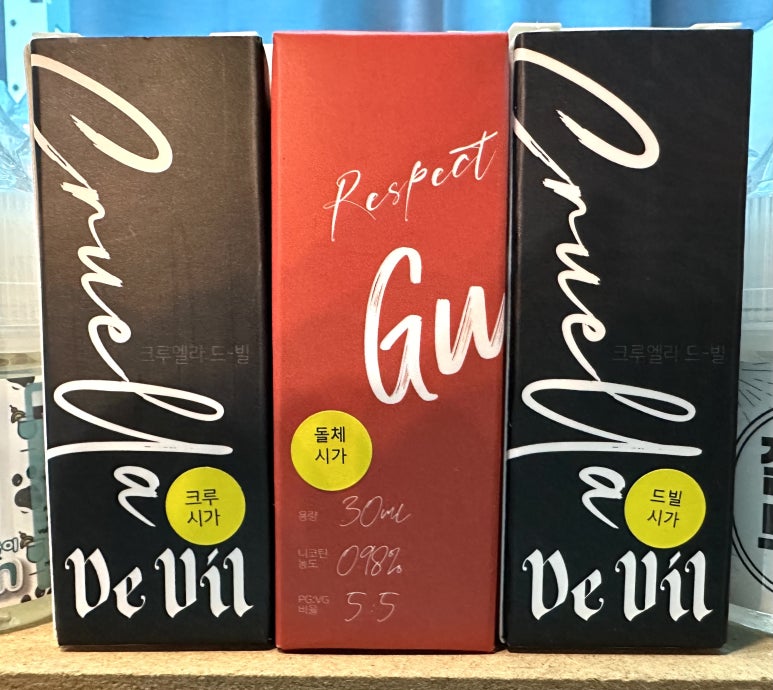 Cruella
크루엘라 드-빌
크루
시가
De Vil
Respect
Gu
돌체
시가
용량 30ml
니코틴
농도 0.98%
PG:VG
비율 5:5
Cruella
크루엘라 드-빌
드빌
시가
De Vil